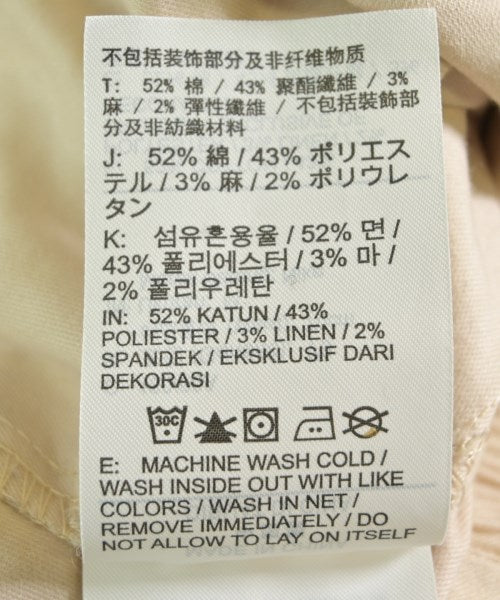 不包括装饰部分及非纤维物质
T: 52% 棉 / 43% 聚酯纖維 / 3%
麻 / 2% 彈性纖維 / 不包括裝飾部
分及非紡織材料
J: 52% 綿 / 43% ポリエス
テル / 3% 麻 / 2% ポリウレ
タン
K: 섬유혼용율 / 52% 면 /
43% 폴리에스터 / 3% 마 /
2% 폴리우레탄
IN: 52% KATUN / 43%
POLIESTER / 3% LINEN / 2%
SPANDEK / EKSKLUSIF DARI
DEKORASI
30C
E: MACHINE WASH COLD /
WASH INSIDE OUT WITH LIKE
COLORS / WASH IN NET /
REMOVE IMMEDIATELY / DO
NOT ALLOW TO LAY ON ITSELF
MADE IN CHINA